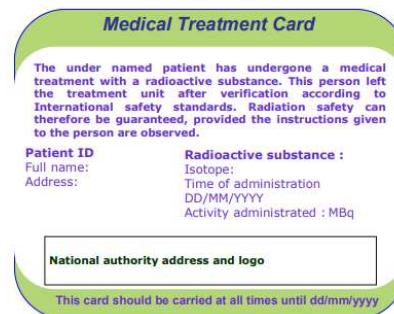 Medical Treatment Card
The under named patient has undergone a medical
treatment with a radioactive substance. This person left
the treatment unit after verification according to
International safety standards. Radiation safety can
therefore be guaranteed, provided the instructions given
to the person are observed.
Patient ID
Full name:
Address:
Radioactive substance :
Isotope:
Time of administration
DD/MM/YYYY
Activity administrated : MBq
National authority address and logo
This card should be carried at all times until dd/mm/yyyy